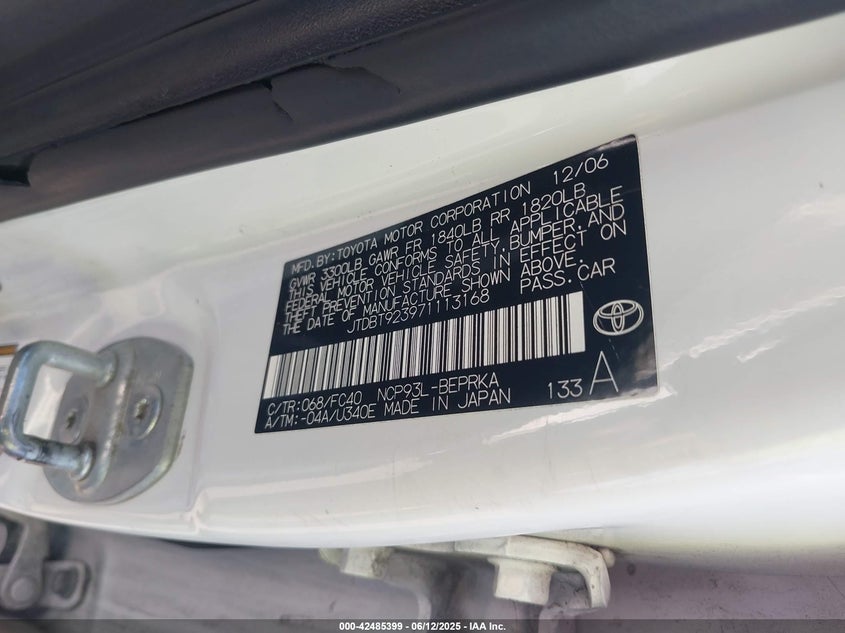 MFD.BY:TOYOTA MOTOR CORPORATION 12/06
GVWR 3300LB GAWR FR 1840LB RR 1820LB
THIS VEHICLE CONFORMS TO ALL APPLICABLE
FEDERAL MOTOR VEHICLE SAFETY,BUMPER,AND
THEFT PREVENTION STANDARDS IN EFFECT ON
THE DATE OF MANUFACTURE SHOWN ABOVE.
JTDBT923971113168 PASS.CAR
C/TR:068/FC40 NCP93L-BEPRKA 133 A
A/TM:-04A/U340E MADE IN JAPAN
000-42485399 - 06/12/2025 - IAA Inc.